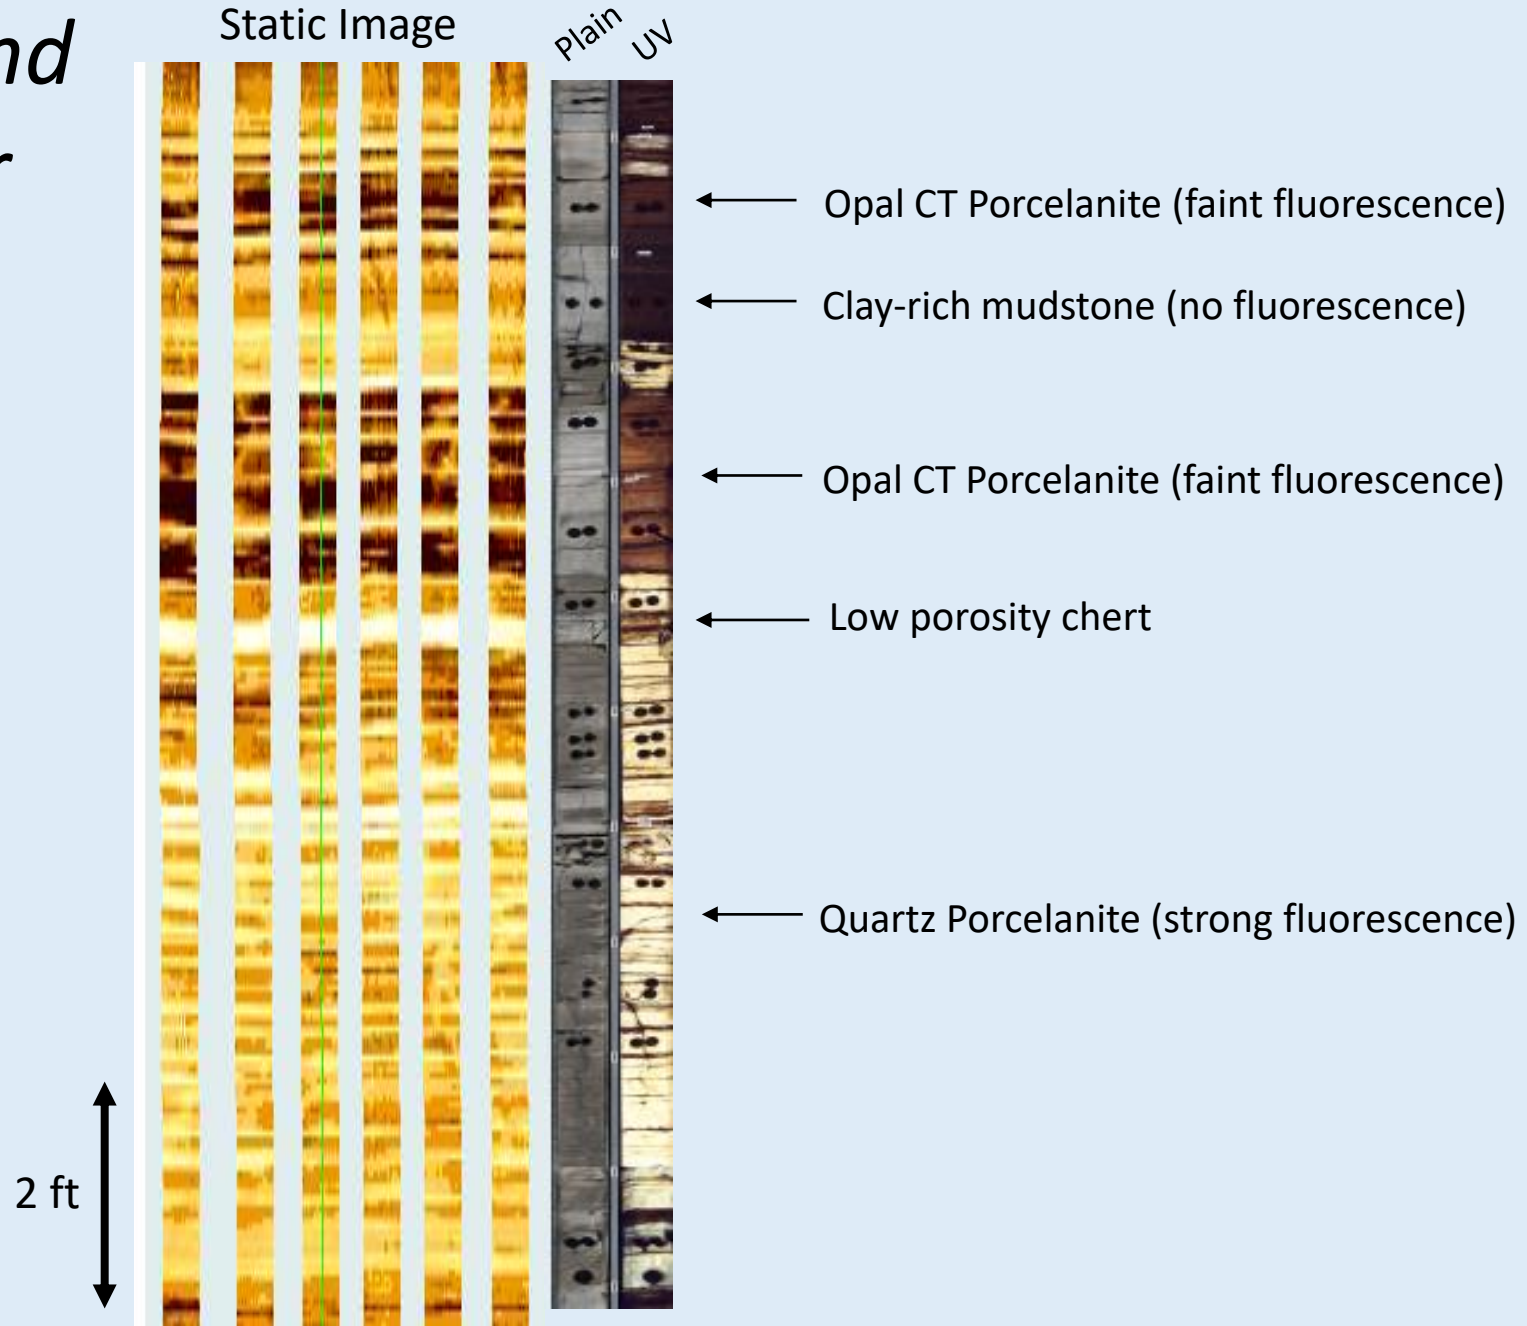 nd
r
Static Image
Plain
UV
Opal CT Porcelanite (faint fluorescence)
Clay-rich mudstone (no fluorescence)
Opal CT Porcelanite (faint fluorescence)
Low porosity chert
Quartz Porcelanite (strong fluorescence)
2 ft